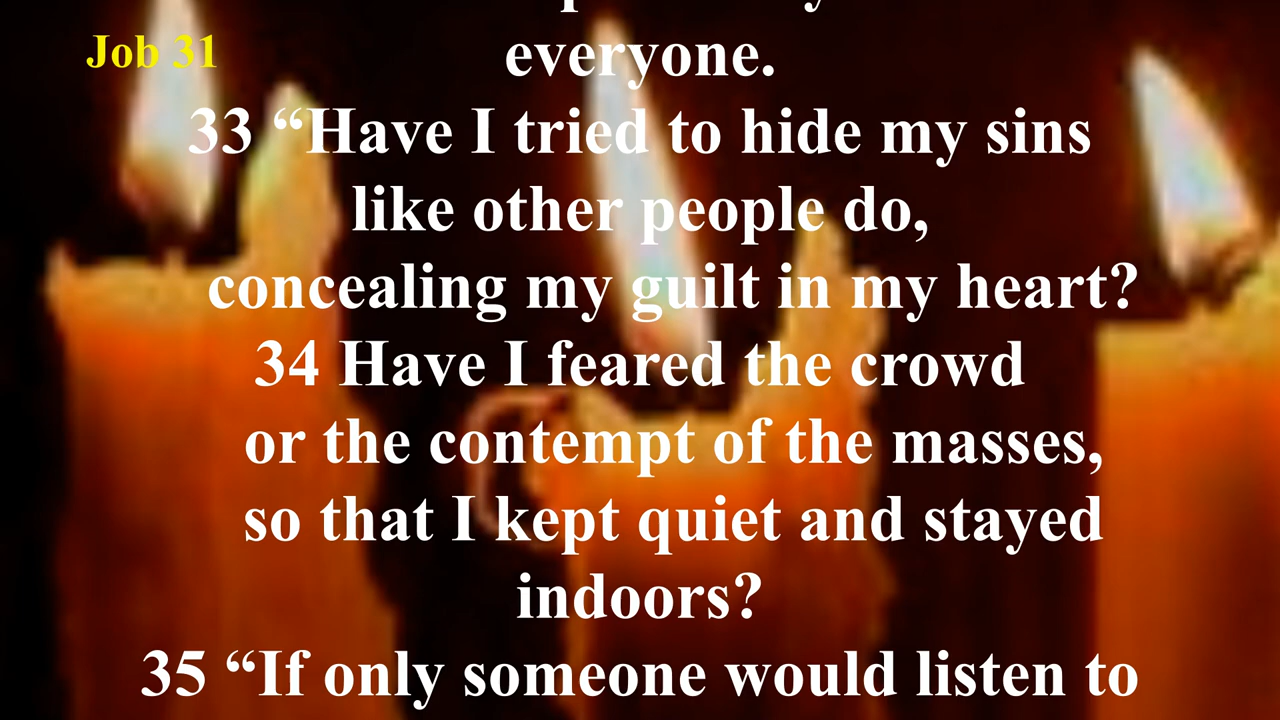 Job 31
everyone.
33 “Have I tried to hide my sins
like other people do,
concealing my guilt in my heart?
34 Have I feared the crowd
or the contempt of the masses,
so that I kept quiet and stayed
indoors?
35 “If only someone would listen to